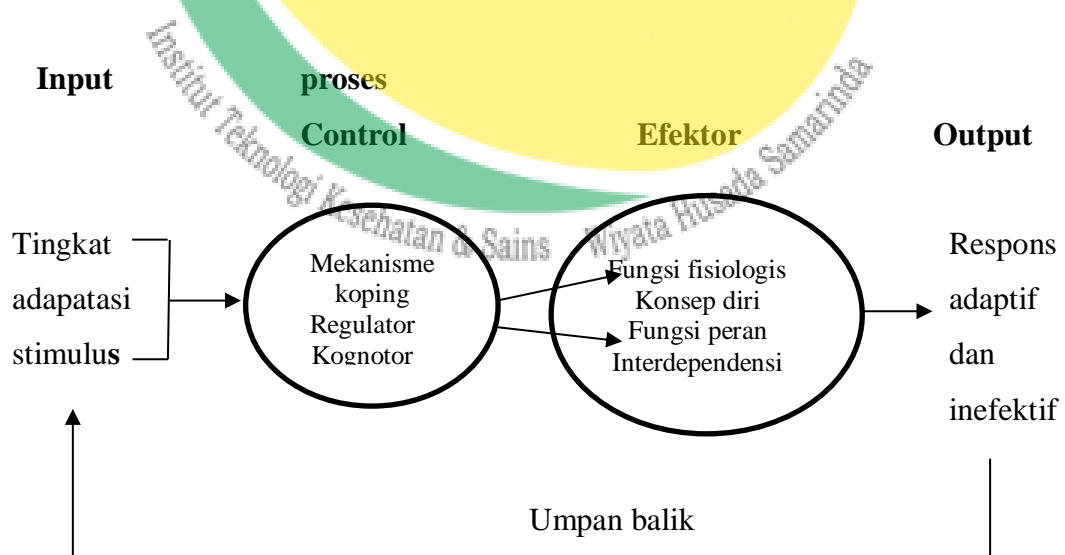 Input
proses
Control
Efektor
Output
Institut Teknologi Kesehatan & Sains Wiyata Husada Samarinda
Tingkat
adapatasi
stimulus
Mekanisme
koping
Regulator
Kognotor
Fungsi fisiologis
Konsep diri
Fungsi peran
Interdependensi
Respons
adaptif
dan
inefektif
Umpan balik